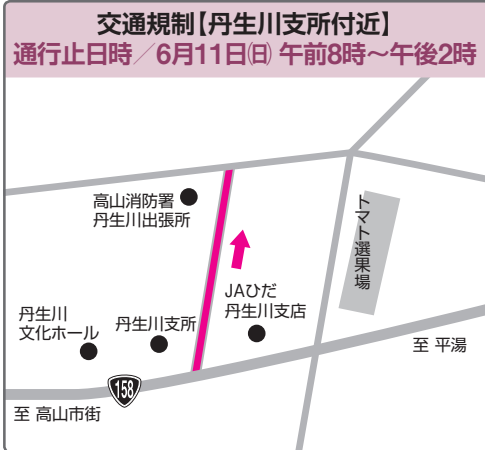 交通規制【丹生川支所付近】
通行止日時／6月11日㈰ 午前8時～午後2時
高山消防署
丹生川出張所
トマト選果場
JAひだ
丹生川支店
丹生川
文化ホール
丹生川支所
至 平湯
158
至 高山市街